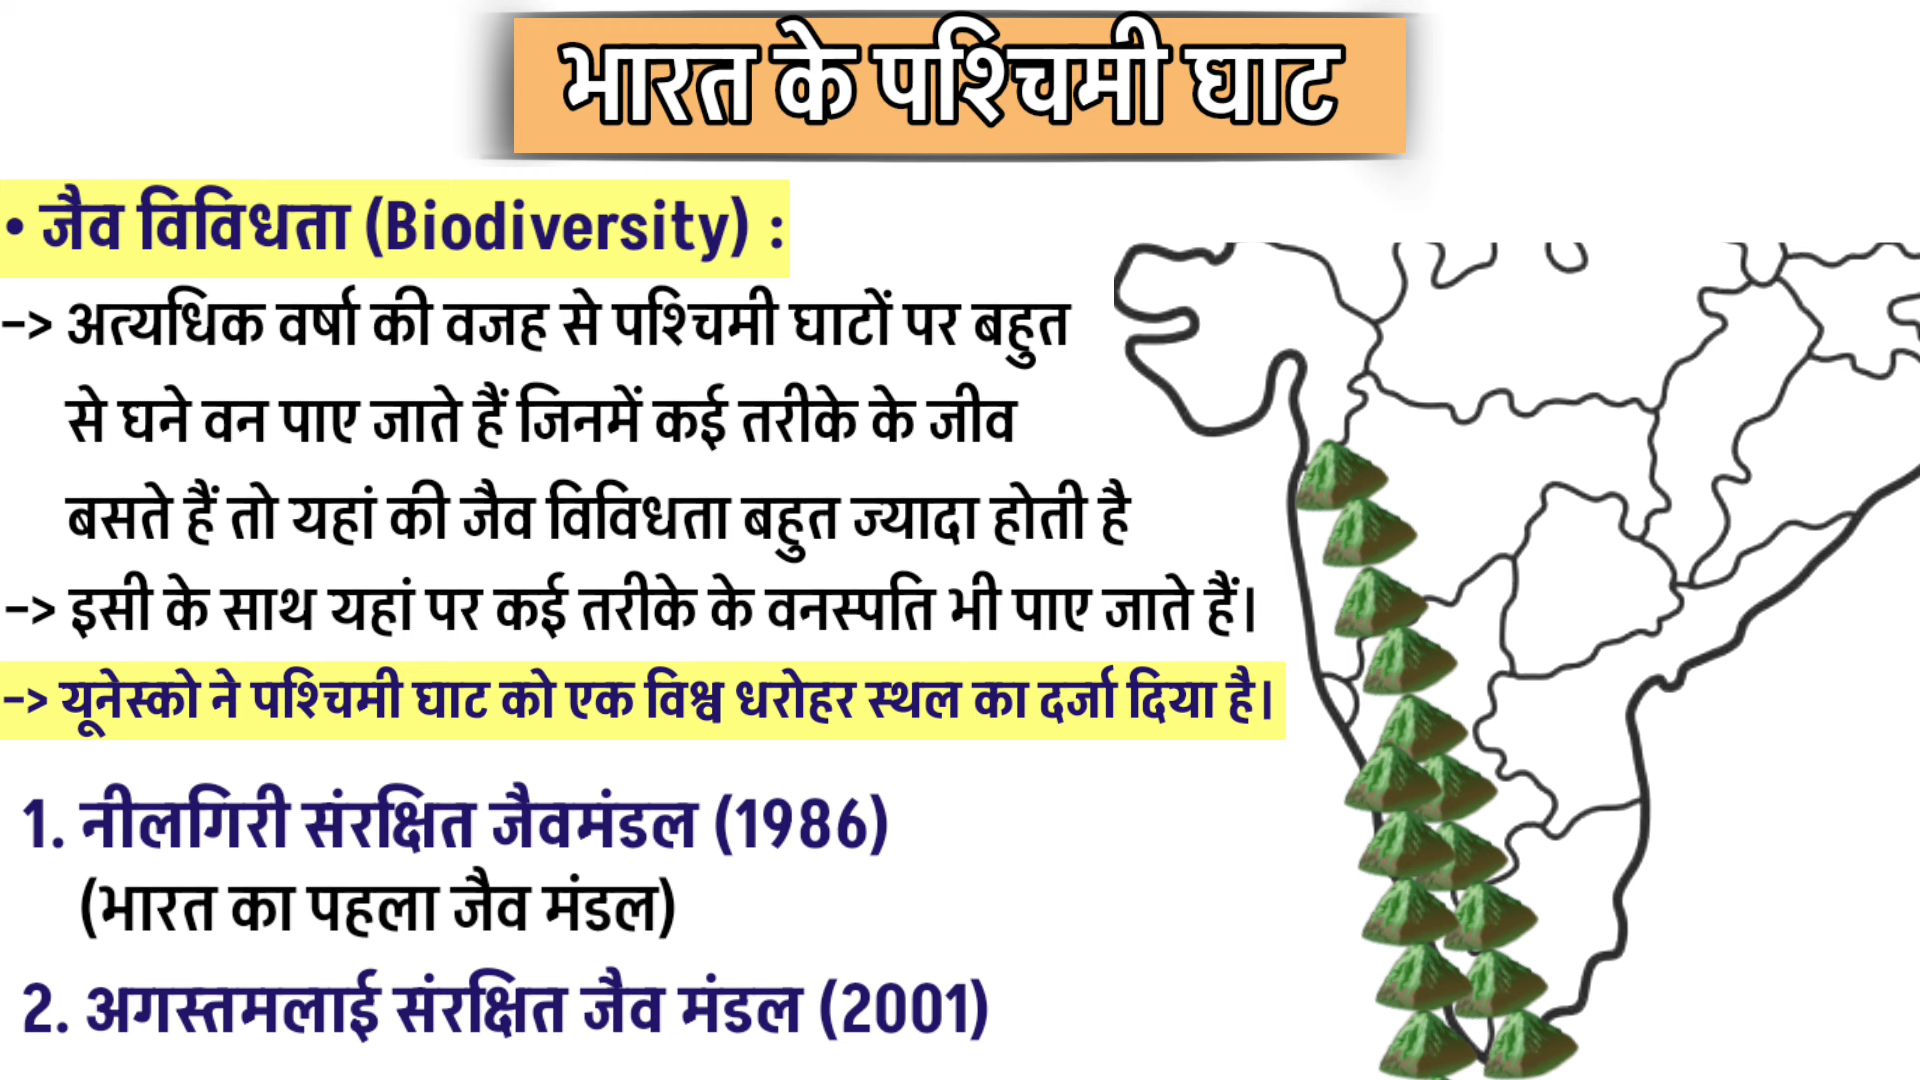 भारत के पश्चिमी घाट
• जैव विविधता (Biodiversity) :
–> अत्यधिक वर्षा की वजह से पश्चिमी घाटों पर बहुत
से घने वन पाए जाते हैं जिनमें कई तरीके के जीव
बसते हैं तो यहां की जैव विविधता बहुत ज्यादा होती है
–> इसी के साथ यहां पर कई तरीके के वनस्पति भी पाए जाते हैं।
–> यूनेस्को ने पश्चिमी घाट को एक विश्व धरोहर स्थल का दर्जा दिया है।
1. नीलगिरी संरक्षित जैवमंडल (1986)
(भारत का पहला जैव मंडल)
2. अगस्तमलाई संरक्षित जैव मंडल (2001)